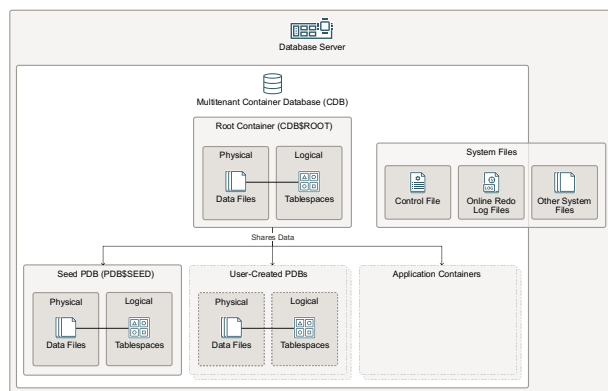 Database Server
Multitenant Container Database (CDB)
Root Container (CDB$ROOT)
Physical
Logical
Data Files
Tablespaces
System Files
Control File
LOG
Online Redo
Log Files
Other System
Files
Shares Data
Seed PDB (PDB$SEED)
Physical
Logical
Data Files
Tablespaces
User-Created PDBs
Physical
Logical
Data Files
Tablespaces
Application Containers